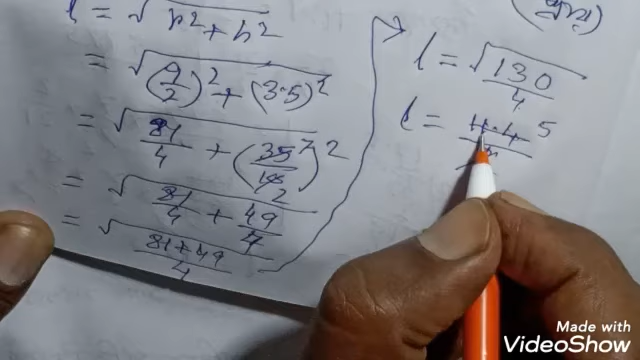 l = √r² + h²
= √(9/2)² + (3.5)²
= √81/4 + (35/10)²
= √81/4 + 49/4
= √81+49/4
(शून्य)
l = √130/4
l = 11.4 5
Made with
VideoShow